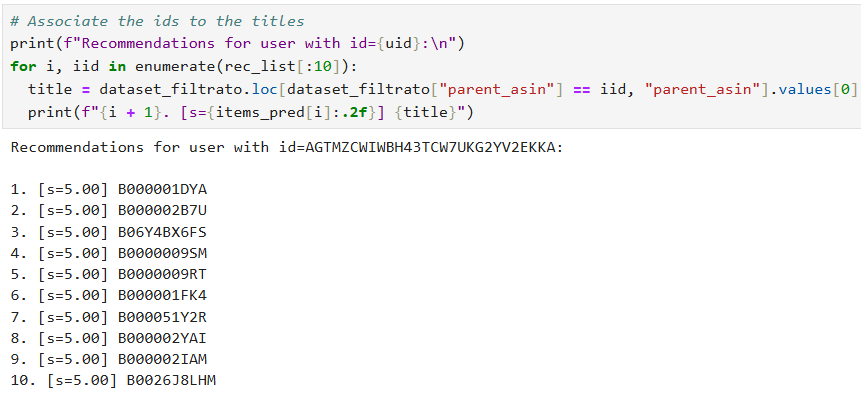 # Associate the ids to the titles
print(f"Recommendations for user with id={uid}:\n")
for i, iid in enumerate(rec_list[:10]):
title = dataset_filtrato.loc[dataset_filtrato["parent_asin"] == iid, "parent_asin"].values[0]
print(f"{i + 1}. [s={items_pred[i]:.2f}] {title}")
Recommendations for user with id=AGTMZCWIWBH43TCW7UKG2YV2EKKA:
1. [s=5.00] B000001DYA
2. [s=5.00] B000002B7U
3. [s=5.00] B06Y4BX6FS
4. [s=5.00] B0000009SM
5. [s=5.00] B0000009RT
6. [s=5.00] B000001FK4
7. [s=5.00] B000051Y2R
8. [s=5.00] B000002YAI
9. [s=5.00] B000002IAM
10. [s=5.00] B0026J8LHM